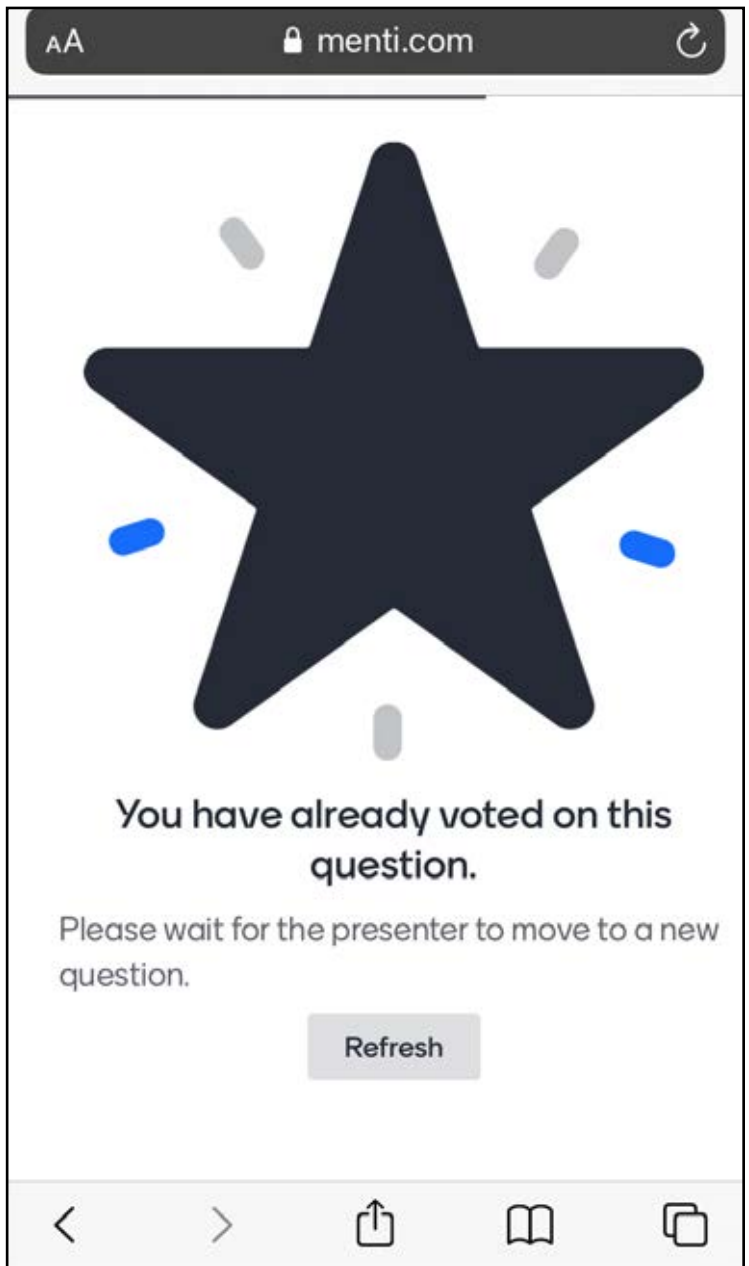 AA menti.com
You have already voted on this
question.
Please wait for the presenter to move to a new
question.
Refresh